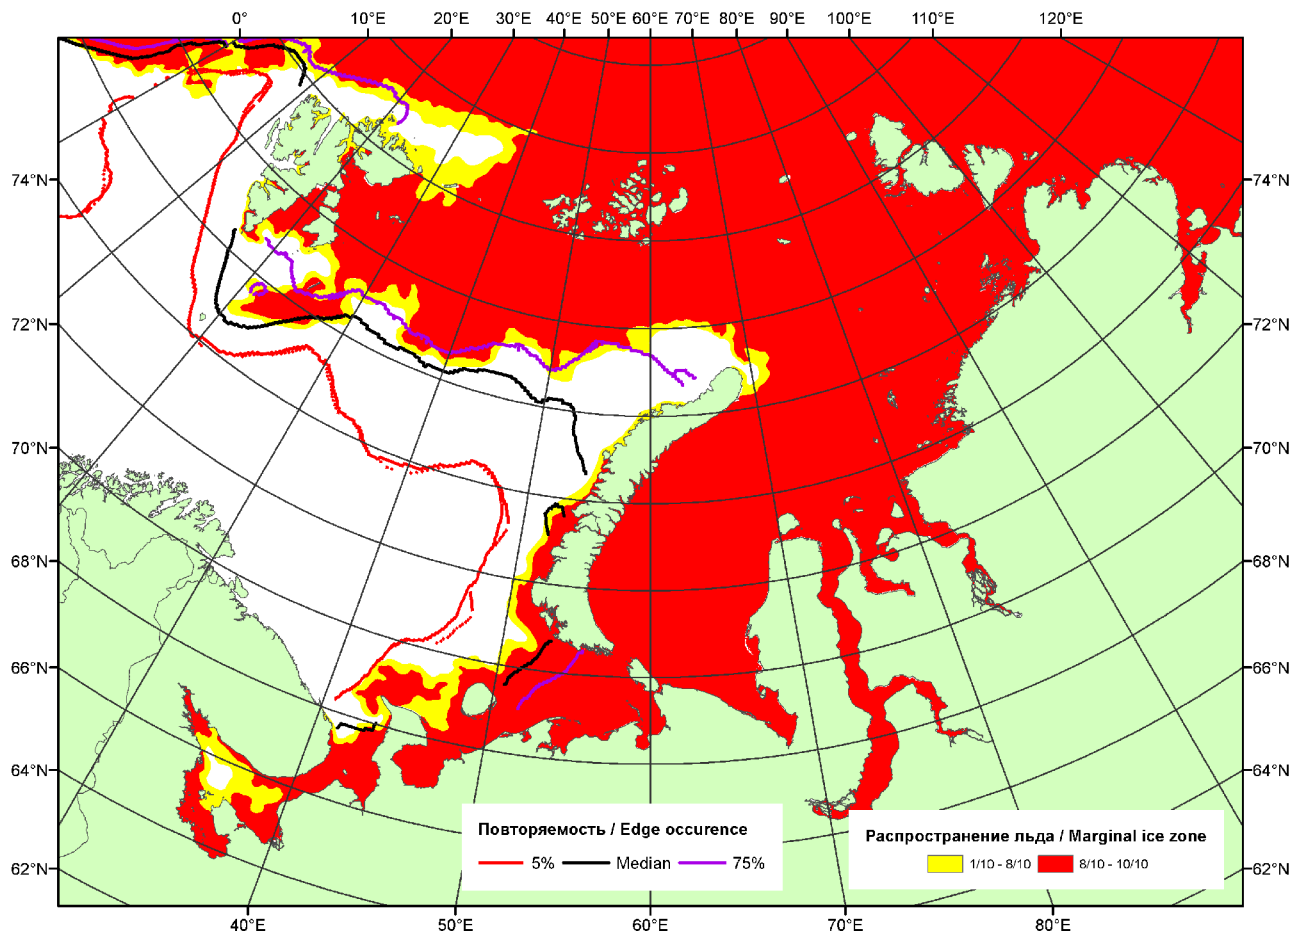 0° 10°E 20°E 30°E 40°E 50°E 60°E 70°E 80°E 90°E 100°E 110°E 120°E
74°N 74°N
72°N 72°N
70°N 70°N
68°N 68°N
66°N 66°N
64°N 64°N
62°N 62°N
Повторяемость / Edge occurence
5% Median 75%
Распространение льда / Marginal ice zone
1/10 - 8/10 8/10 - 10/10
40°E 50°E 60°E 70°E 80°E